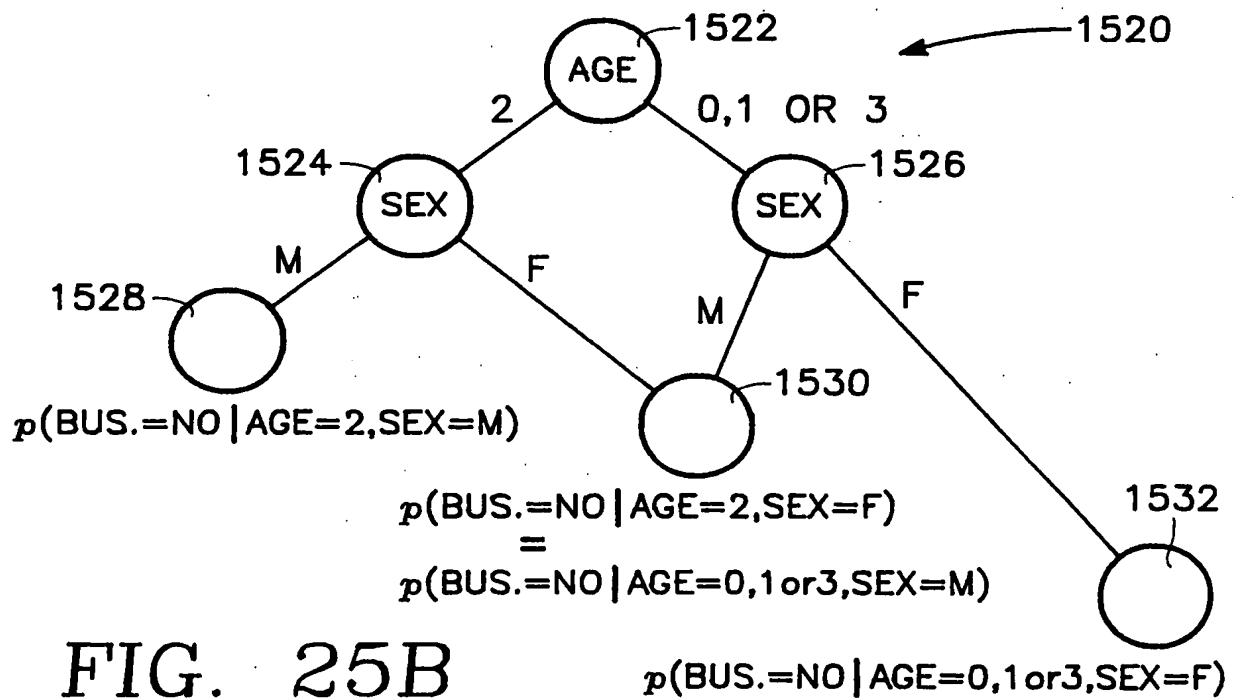 1522
1520
AGE
2
0,1 OR 3
1524
1526
SEX
SEX
M
F
M
F
1528
1530
p(BUS.=NO|AGE=2,SEX=M)
p(BUS.=NO|AGE=2,SEX=F)
=
p(BUS.=NO|AGE=0,1or3,SEX=M)
1532
FIG. 25B
p(BUS.=NO|AGE=0,1or3,SEX=F)